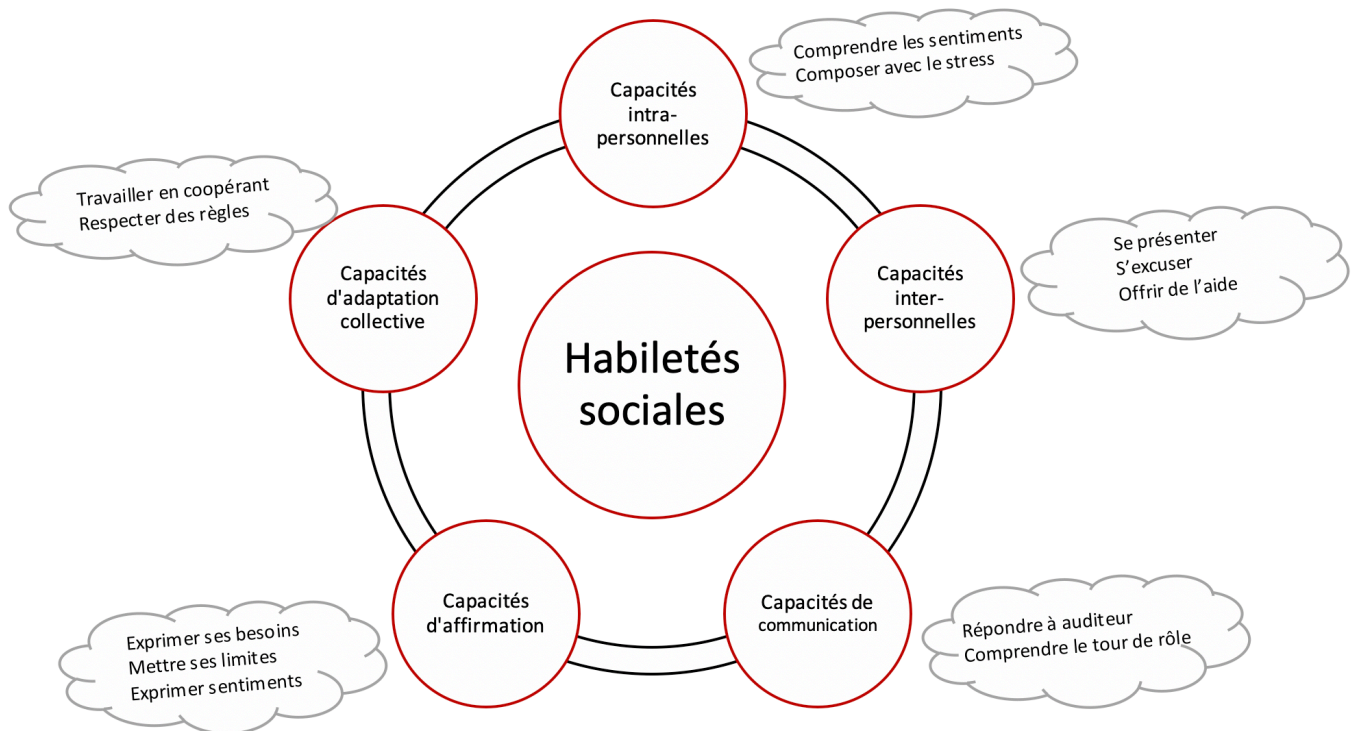 Capacités
intra-
personnelles
Comprendre les sentiments
Composer avec le stress
Capacités
inter-
personnelles
Se présenter
S’excuser
Offrir de l’aide
Capacités de
communication
Répondre à auditeur
Comprendre le tour de rôle
Capacités
d'affirmation
Exprimer ses besoins
Mettre ses limites
Exprimer sentiments
Capacités
d'adaptation
collective
Travailler en coopérant
Respecter des règles
Habiletés
sociales